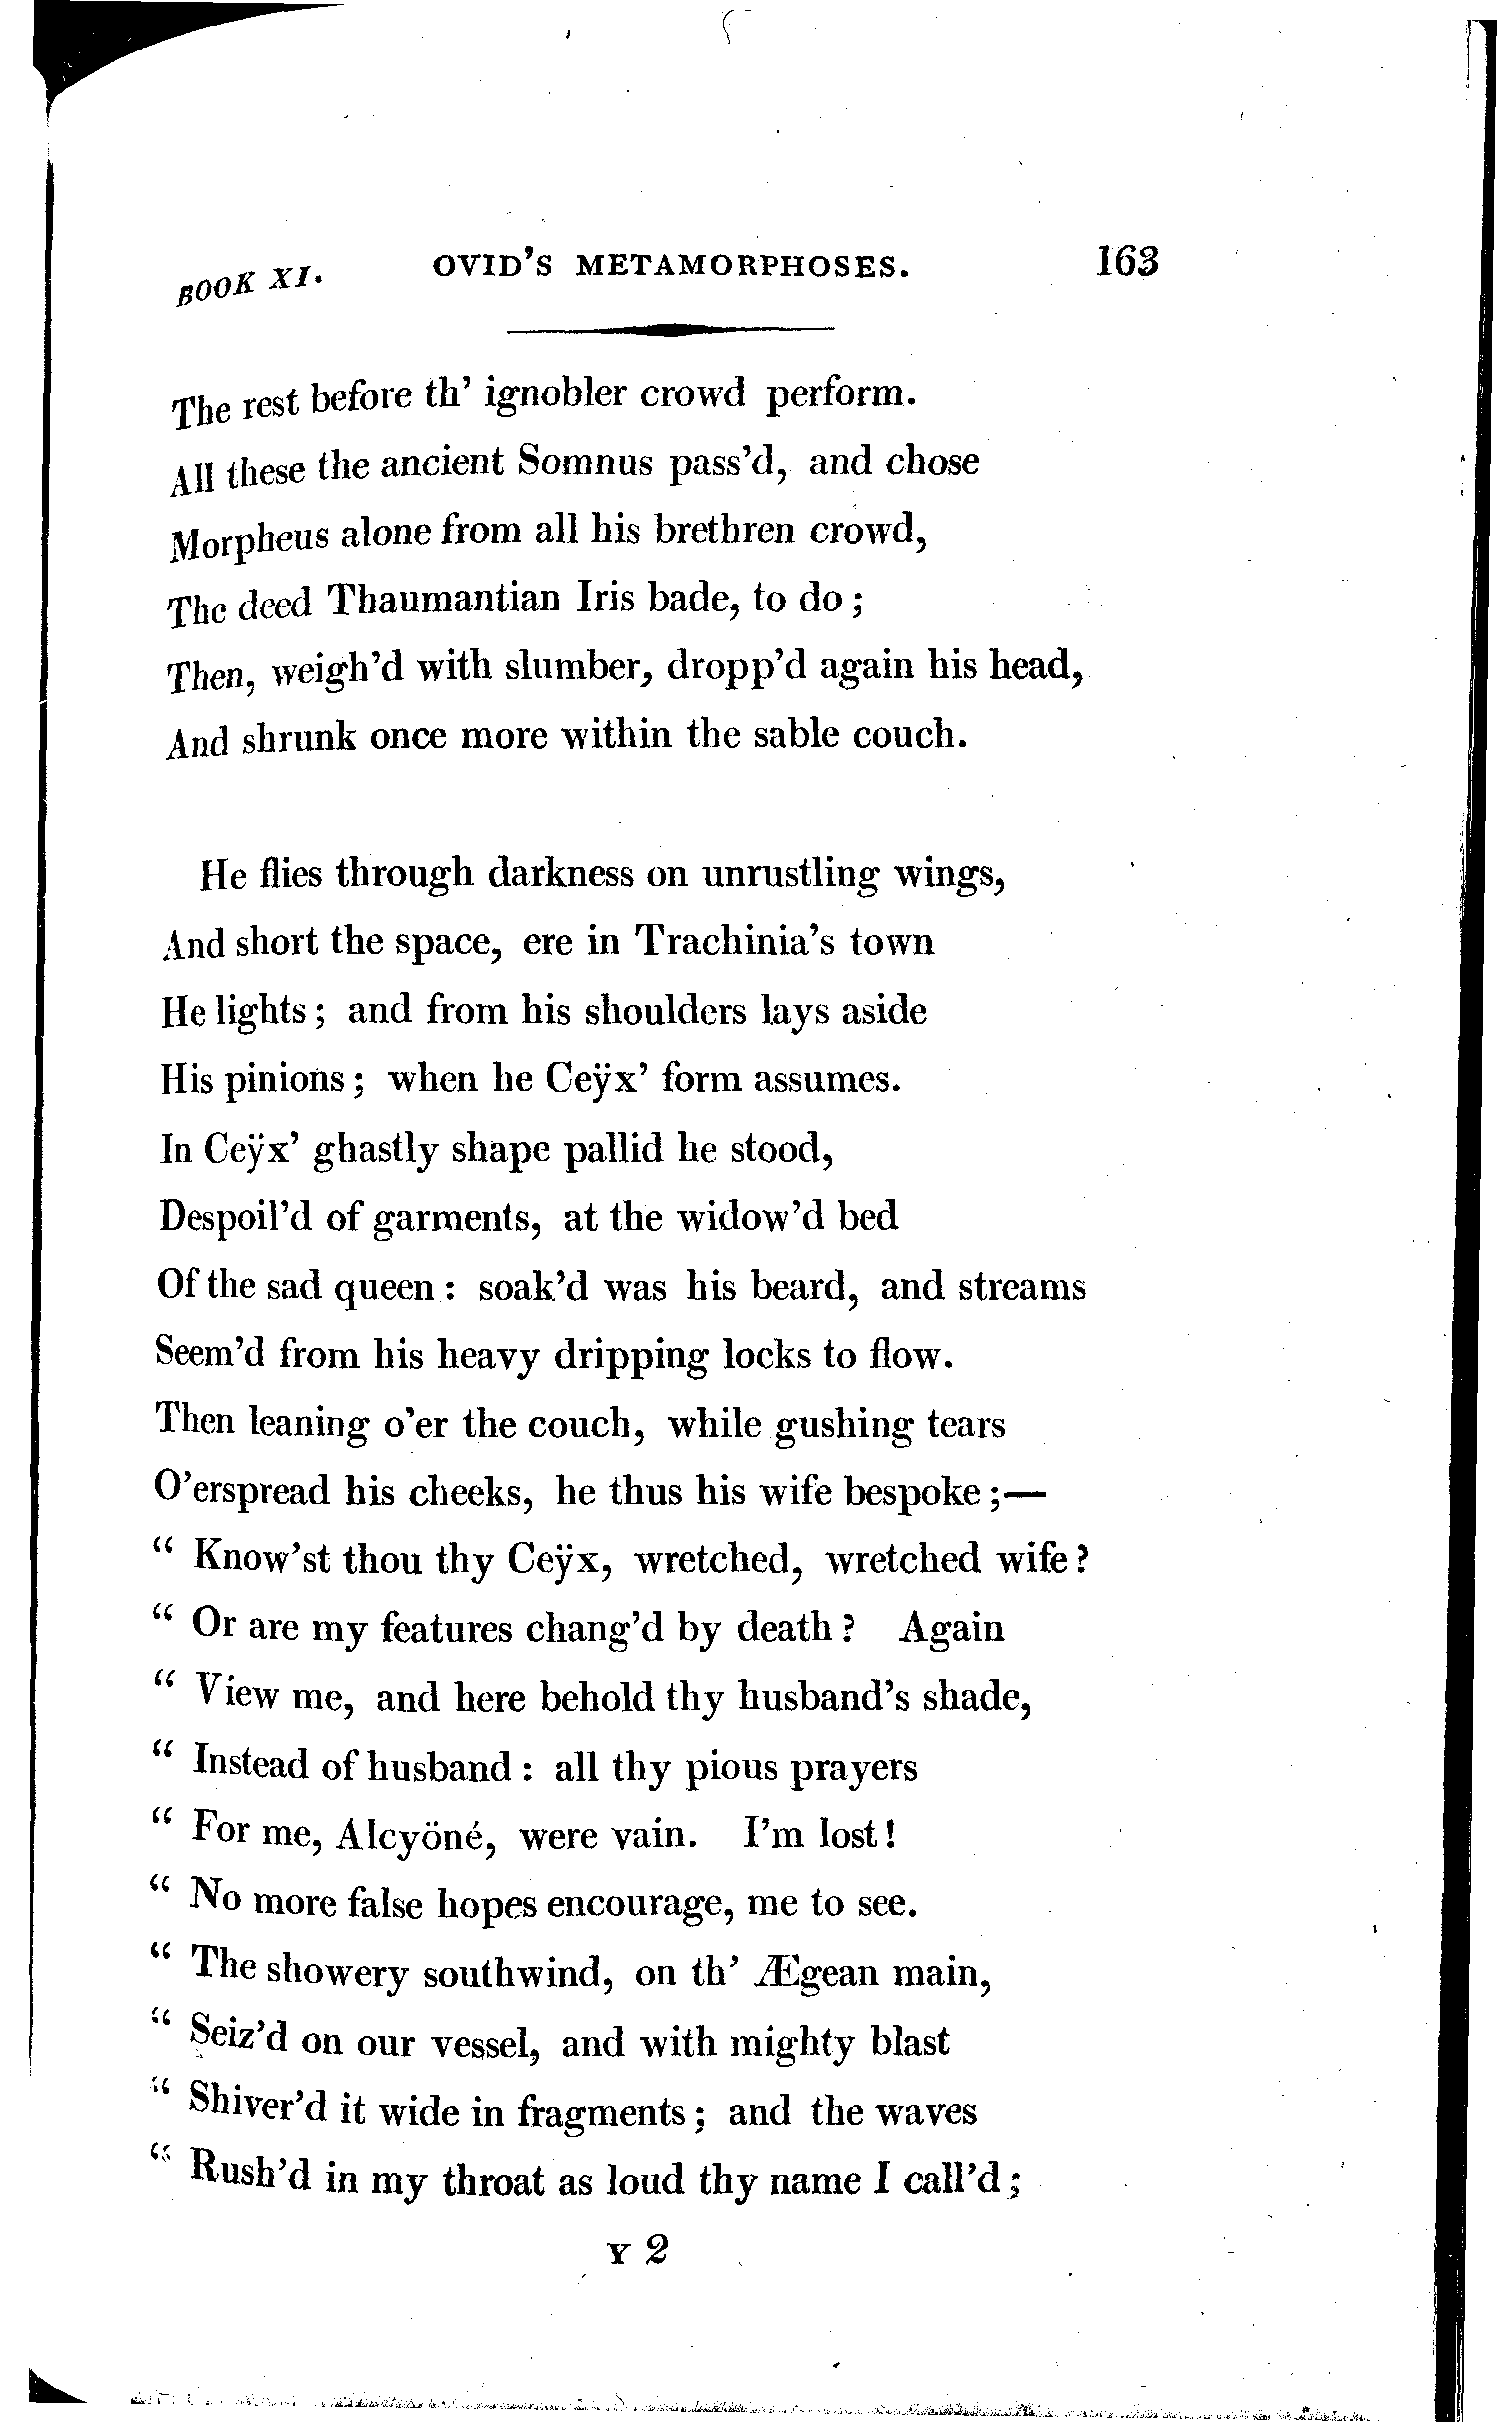 BOOK XI. OVID'S METAMORPHOSES. 163
The rest before th' ignobler crowd perform.
All these the ancient Somnus pass'd, and chose
Morpheus alone from all his brethren crowd,
The deed Thaumantian Iris bade, to do;
Then, weigh'd with slumber, dropp'd again his head,
And shrunk once more within the sable couch.
He flies through darkness on unrustling wings,
And short the space, ere in Trachinia's town
He lights; and from his shoulders lays aside
His pinions; when he Ceÿx' form assumes.
In Ceÿx' ghastly shape pallid he stood,
Despoil'd of garments, at the widow'd bed
Of the sad queen: soak'd was his beard, and streams
Seem'd from his heavy dripping locks to flow.
Then leaning o'er the couch, while gushing tears
O'erspread his cheeks, he thus his wife bespoke;—
" Know'st thou thy Ceÿx, wretched, wretched wife?
" Or are my features chang'd by death? Again
" View me, and here behold thy husband's shade,
" Instead of husband: all thy pious prayers
" For me, Alcyöné, were vain. I'm lost!
" No more false hopes encourage, me to see.
" The showery southwind, on th' Ægean main,
" Seiz'd on our vessel, and with mighty blast
" Shiver'd it wide in fragments; and the waves
" Rush'd in my throat as loud thy name I call'd;
Y 2